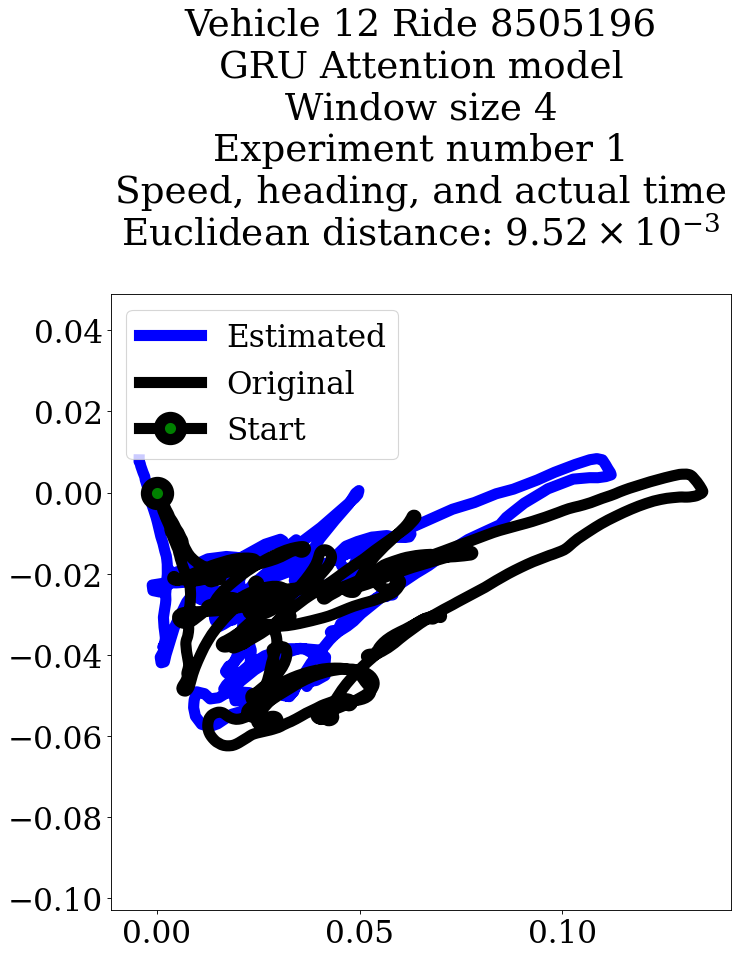 Vehicle 12 Ride 8505196
GRU Attention model
Window size 4
Experiment number 1
Speed, heading, and actual time
Euclidean distance: 9.52 × 10⁻³
Estimated
Original
Start
0.04
0.02
0.00
−0.02
−0.04
−0.06
−0.08
−0.10
0.00 0.05 0.10